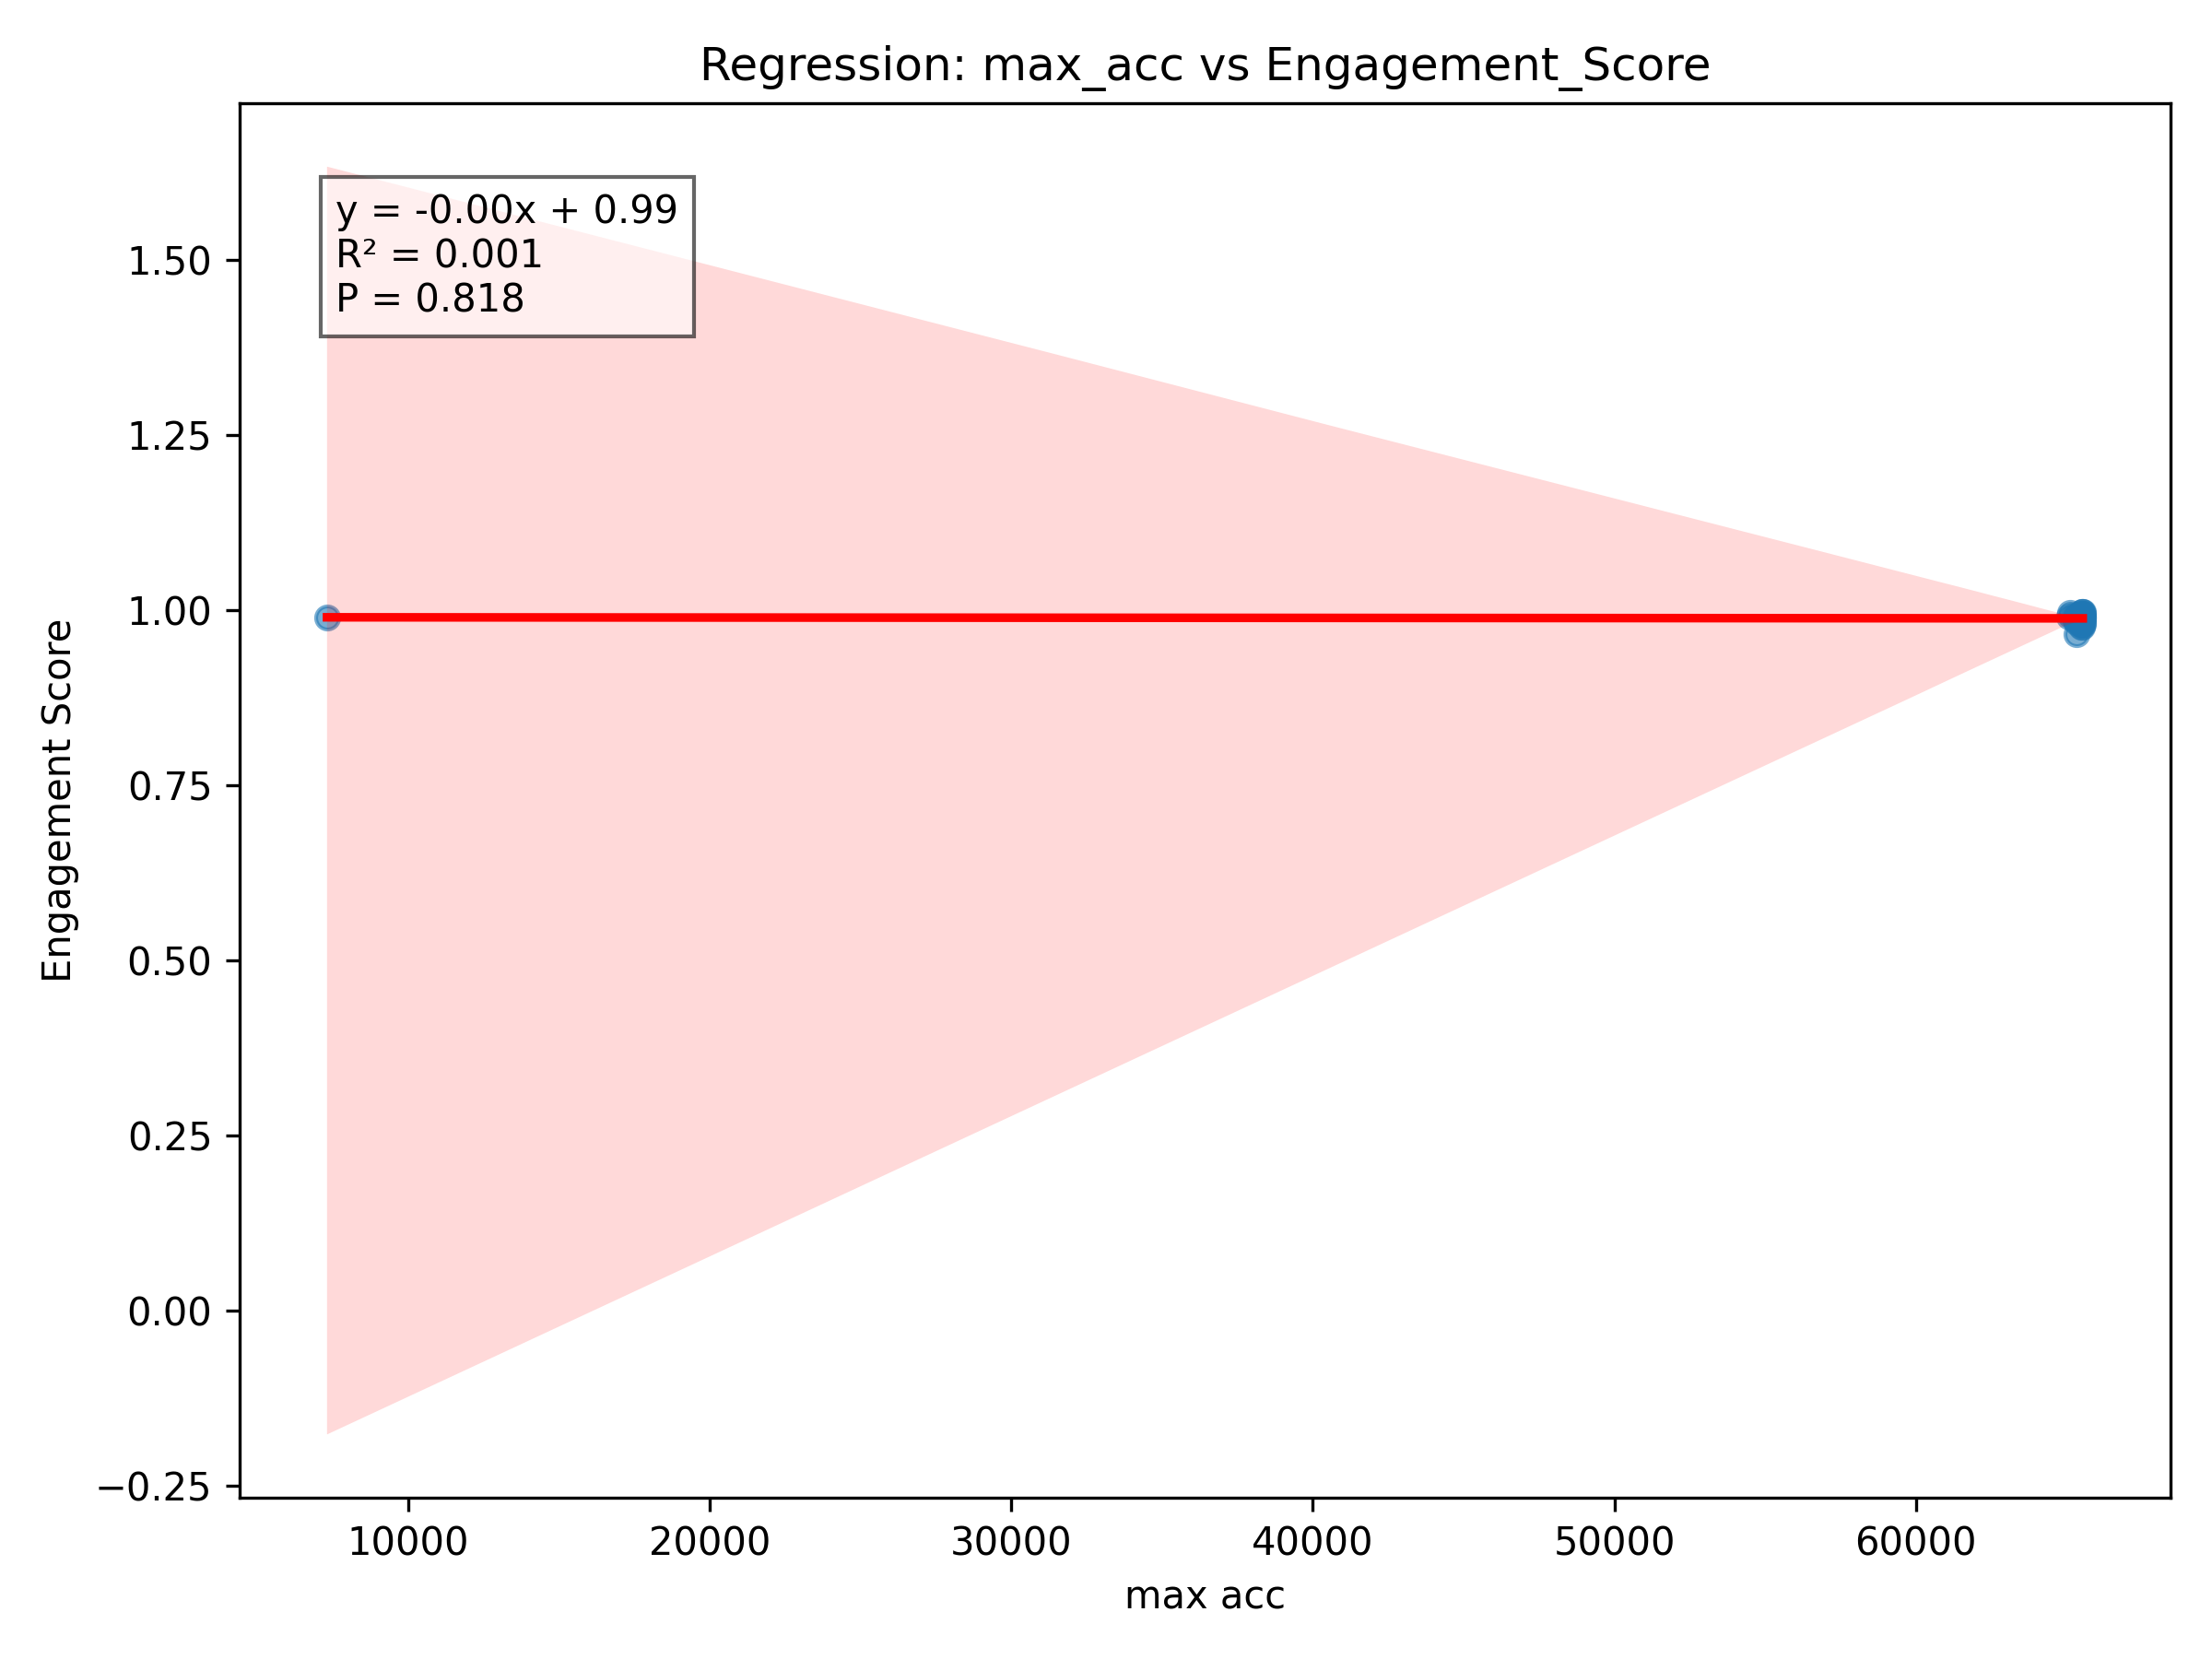 Regression: max_acc vs Engagement_Score
y = -0.00x + 0.99
R² = 0.001
P = 0.818
1.50
1.25
1.00
0.75
0.50
0.25
0.00
−0.25
Engagement Score
10000 20000 30000 40000 50000 60000
max acc